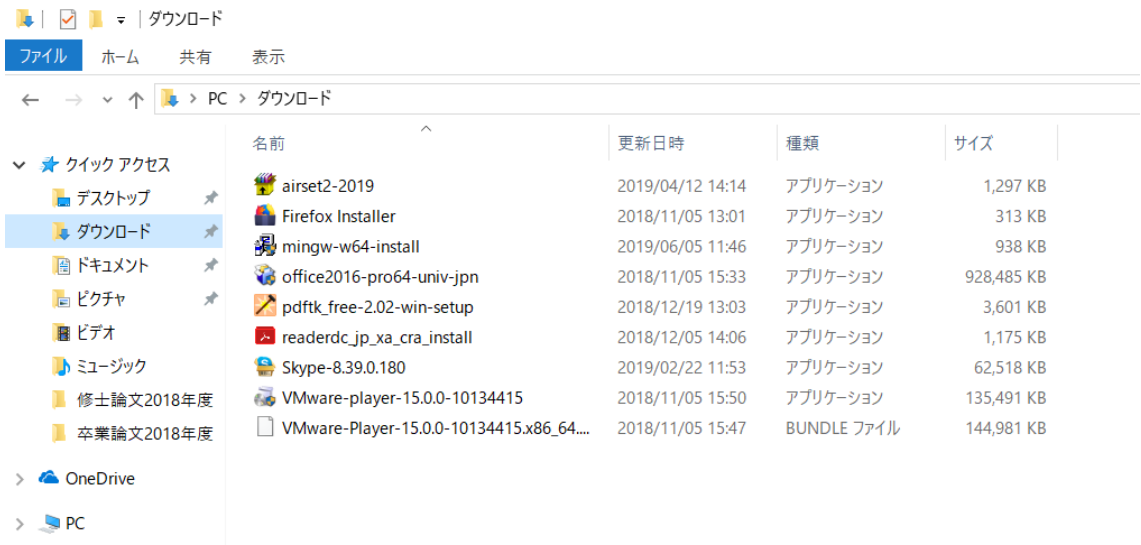 ダウンロード
ファイル ホーム 共有 表示
PC > ダウンロード
名前 更新日時 種類 サイズ
クイック アクセス
デスクトップ
ダウンロード
ドキュメント
ピクチャ
ビデオ
ミュージック
修士論文2018年度
卒業論文2018年度
OneDrive
PC
airset2-2019 2019/04/12 14:14 アプリケーション 1,297 KB
Firefox Installer 2018/11/05 13:01 アプリケーション 313 KB
mingw-w64-install 2019/06/05 11:46 アプリケーション 938 KB
office2016-pro64-univ-jpn 2018/11/05 15:33 アプリケーション 928,485 KB
pdftk_free-2.02-win-setup 2018/12/19 13:03 アプリケーション 3,601 KB
readerdc_jp_xa_cra_install 2018/12/05 14:06 アプリケーション 1,175 KB
Skype-8.39.0.180 2019/02/22 11:53 アプリケーション 62,518 KB
VMware-player-15.0.0-10134415 2018/11/05 15:50 アプリケーション 135,491 KB
VMware-Player-15.0.0-10134415.x86_64.... 2018/11/05 15:47 BUNDLE ファイル 144,981 KB